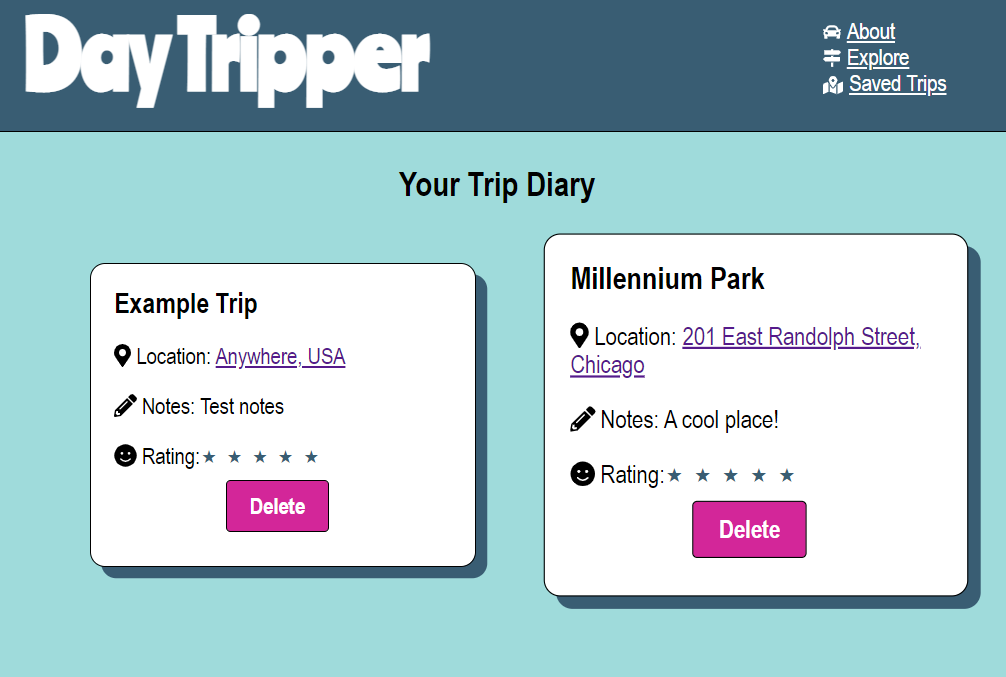 DayTripper
About
Explore
Saved Trips
Your Trip Diary
Example Trip
Location: Anywhere, USA
Notes: Test notes
Rating: ★ ★ ★ ★ ★
Delete
Millennium Park
Location: 201 East Randolph Street,
Chicago
Notes: A cool place!
Rating: ★ ★ ★ ★ ★
Delete